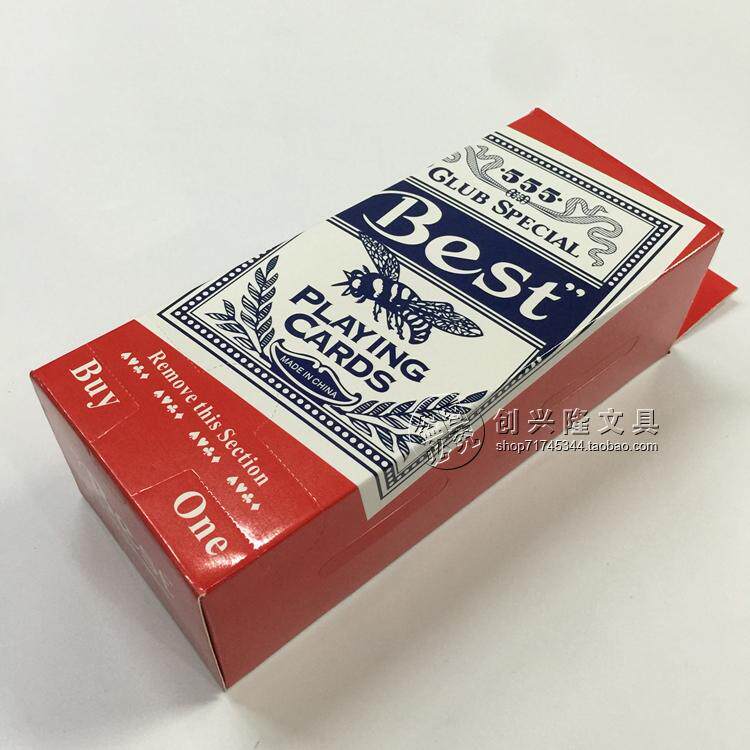 ·555·
CLUB SPECIAL
Best”
PLAYING
CARDS
MADE IN CHINA
Buy
Remove this Section
One
创兴隆文具
shop71745344.taobao.com